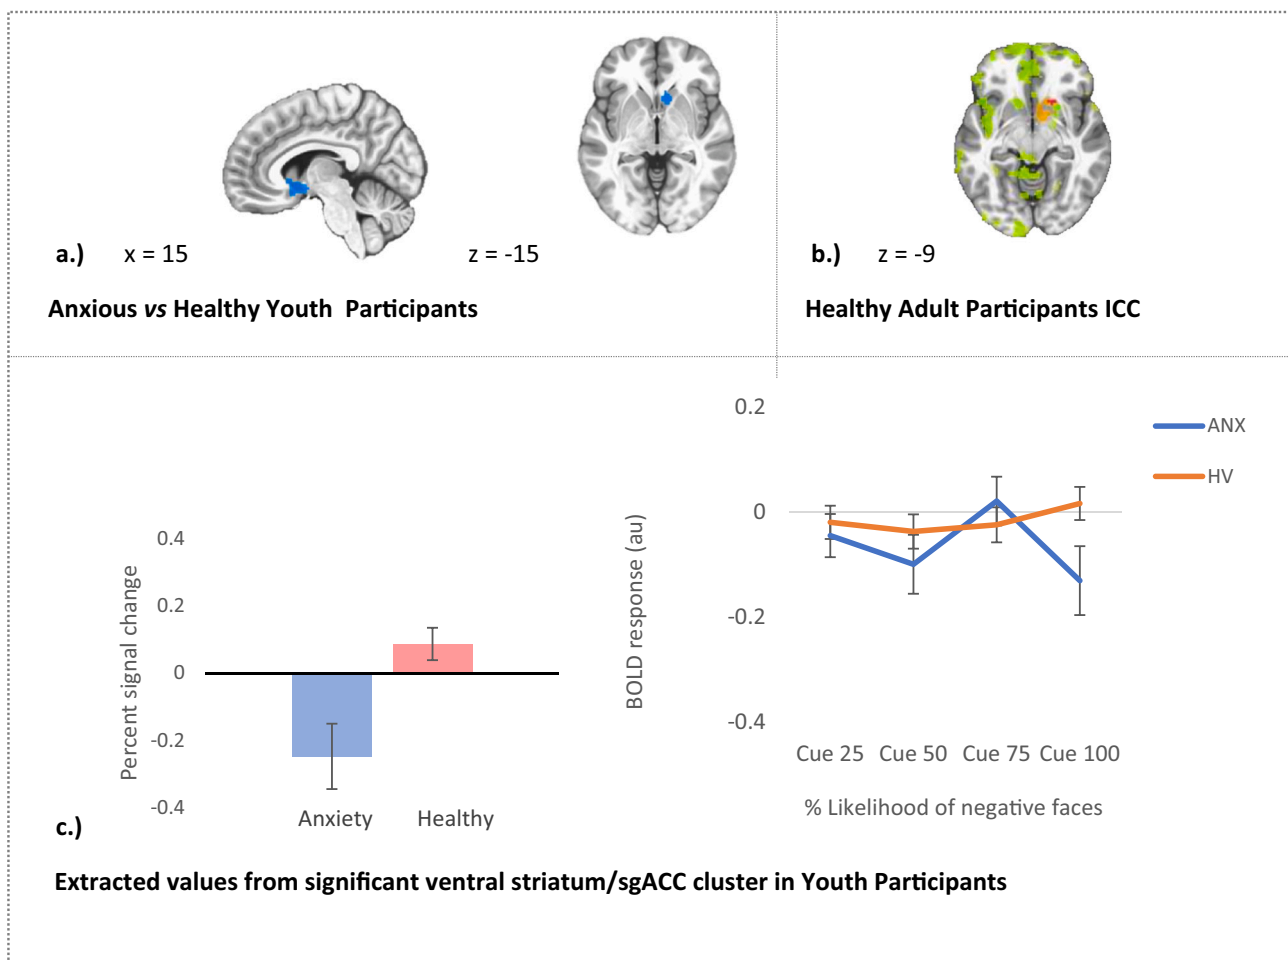 a.) x = 15 z = -15
Anxious vs Healthy Youth Participants
b.) z = -9
Healthy Adult Participants ICC
0.4
0.2
0
-0.2
-0.4
Percent signal change
Anxiety Healthy
c.)
0.2
0
-0.2
-0.4
BOLD response (au)
Cue 25 Cue 50 Cue 75 Cue 100
% Likelihood of negative faces
ANX
HV
Extracted values from significant ventral striatum/sgACC cluster in Youth Participants